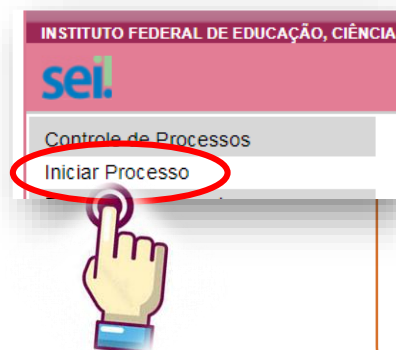 INSTITUTO FEDERAL DE EDUCAÇÃO, CIÊNCIA
sei!
Controle de Processos
Iniciar Processo